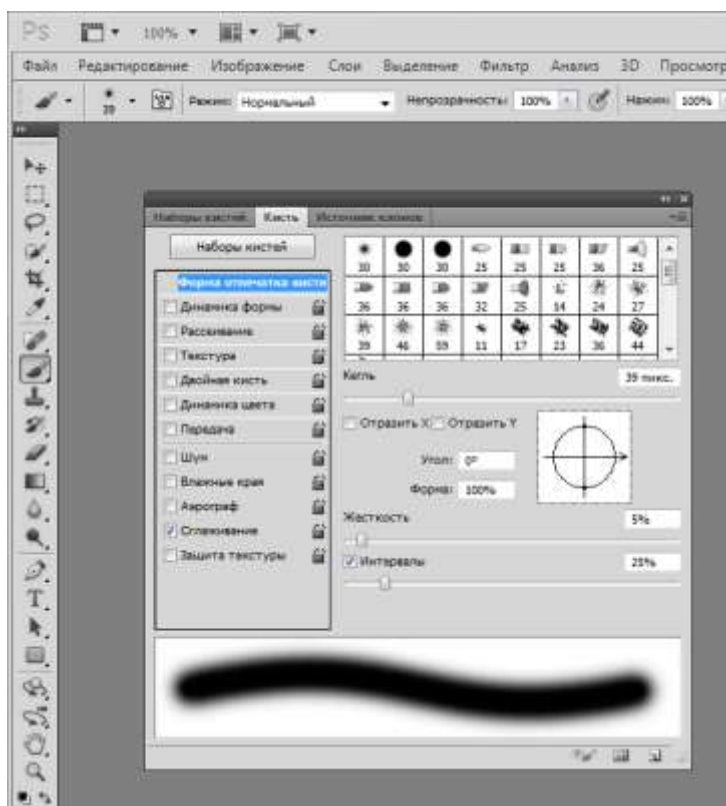 Ps 100%
Файл Редактирование Изображение Слои Выделение Фильтр Анализ 3D Просмотр
39 Режим: Нормальный Непрозрачность: 100% Нажим: 100%
Наборы кистей Кисть Источник клонов
Наборы кистей
30 30 30 25 25 25 36 25
Форма отпечатка кисти
Динамика формы
36 36 36 32 25 14 24 27
Рассеивание
39 46 59 11 17 23 36 44
Текстура
Двойная кисть
Кегль 39 пикс.
Динамика цвета
Отразить X Отразить Y
Передача
Шум
Угол: 0º
Влажные края
Форма: 100%
Аэрограф
Жесткость 5%
Сглаживание
Защита текстуры
Интервалы 25%
T